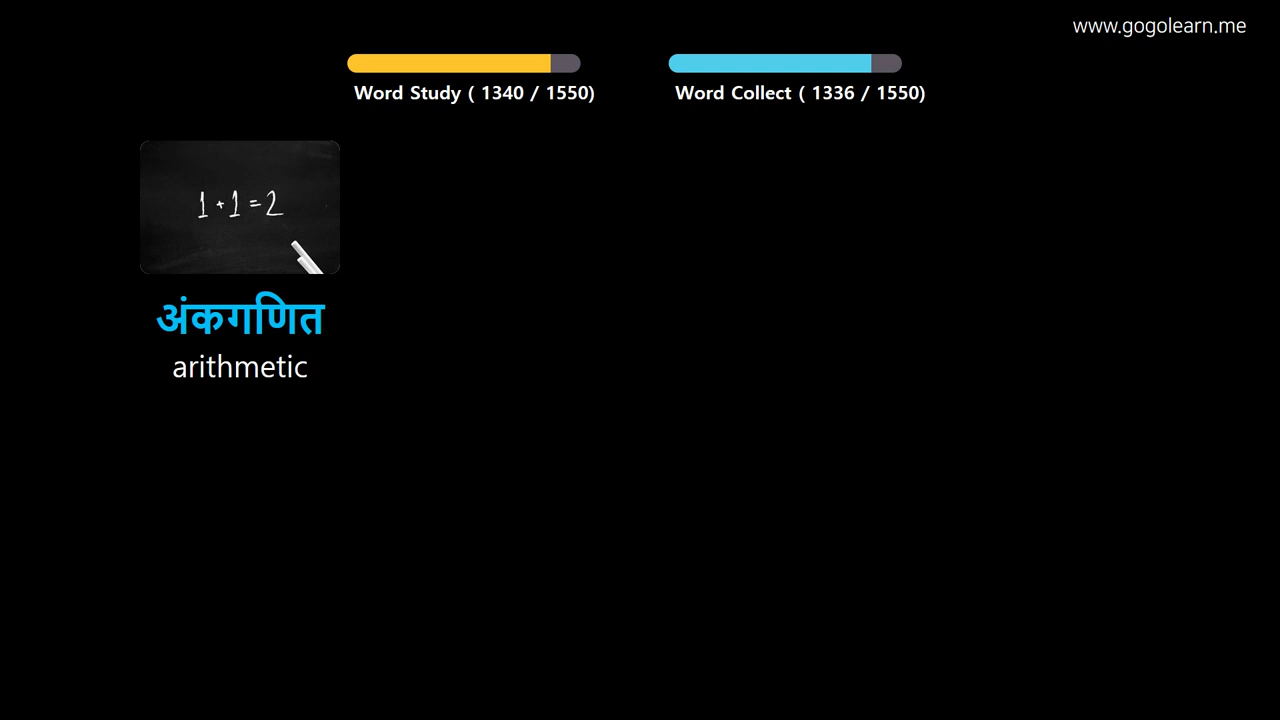 www.gogolearn.me
Word Study ( 1340 / 1550)
Word Collect ( 1336 / 1550)
1 + 1 = 2
अंकगणित
arithmetic